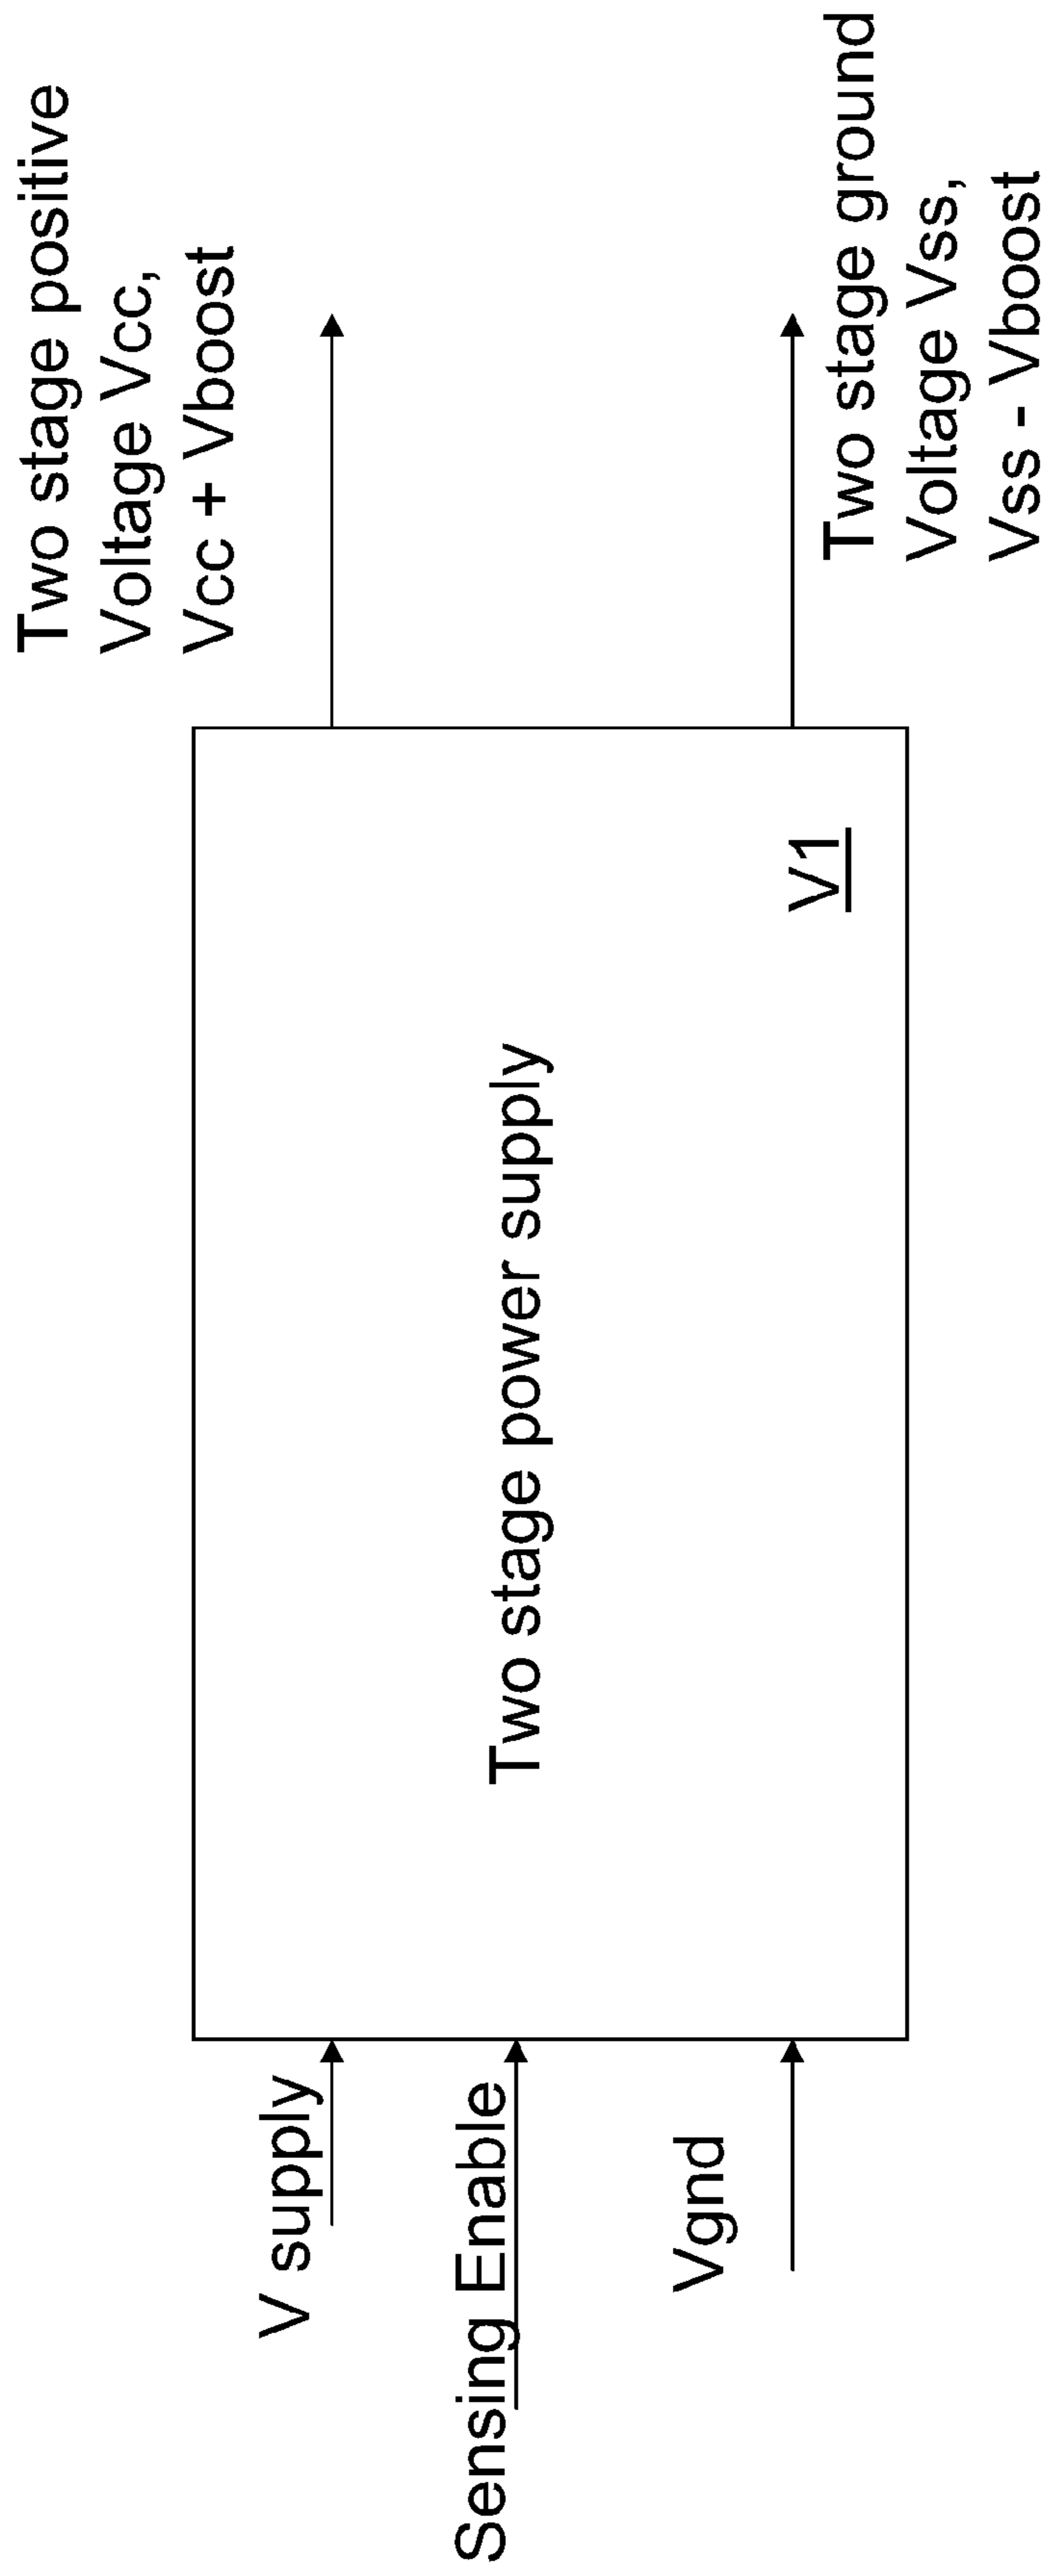 Two stage positive
Voltage Vcc,
Vcc + Vboost
V supply
Sensing Enable
Two stage power supply
Vgnd
V1
Two stage ground
Voltage Vss,
Vss - Vboost